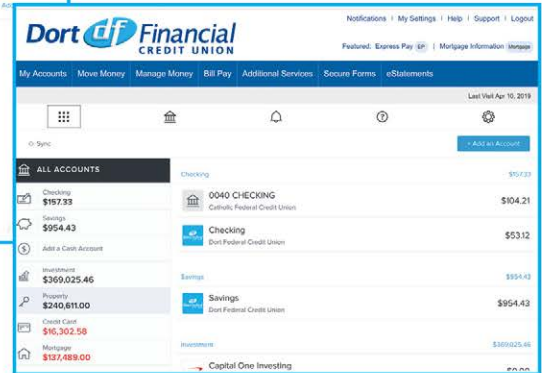 Notifications | My Settings | Help | Support | Logout
Dort df Financial
CREDIT UNION
Featured: Express Pay EP | Mortgage Information Mortgage
My Accounts Move Money Manage Money Bill Pay Additional Services Secure Forms eStatements
Last Visit Apr 10, 2019
Sync
+ Add an Account
ALL ACCOUNTS
Checking
$157.33
Savings
$954.43
Add a Cash Account
Investment
$369,025.46
Property
$240,611.00
Credit Card
$16,302.58
Mortgage
$137,489.00
Checking $157.33
0040 CHECKING
Catholic Federal Credit Union
$104.21
Checking
Dort Federal Credit Union
$53.12
Savings $954.43
Savings
Dort Federal Credit Union
$954.43
Investment $369,025.46
Capital One Investing
$0.00